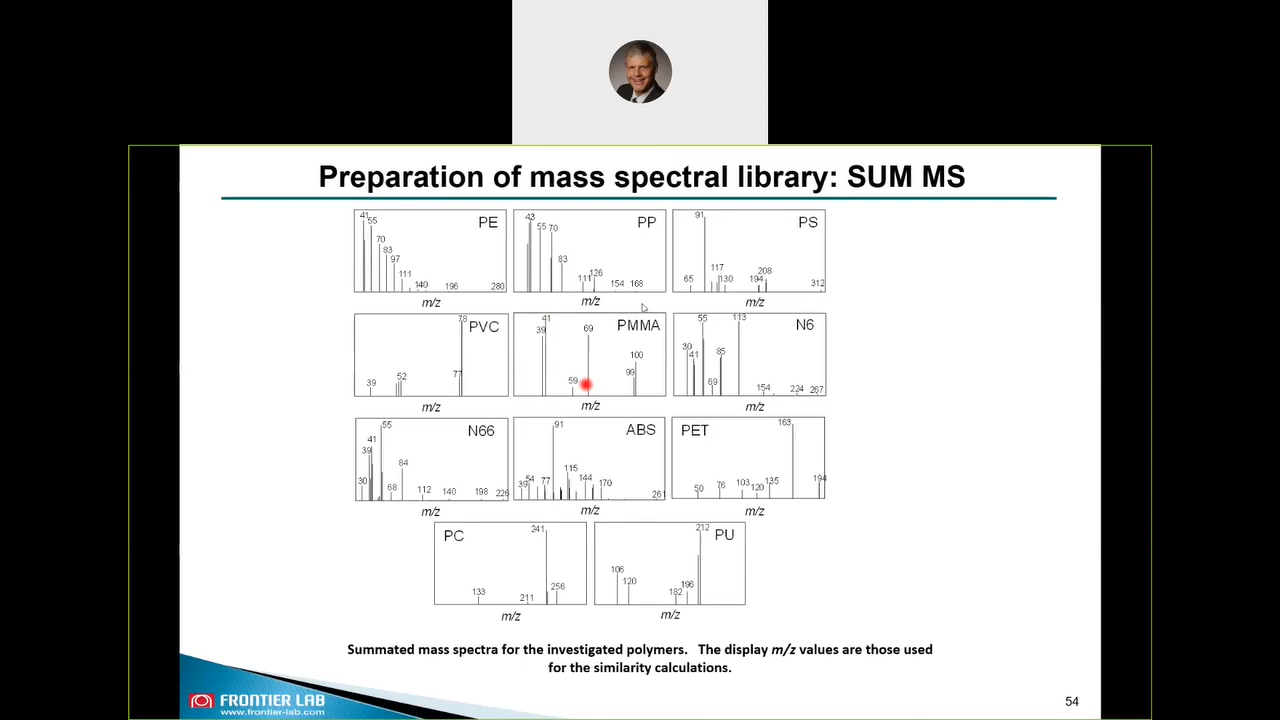 Preparation of mass spectral library: SUM MS
41 55 70 83 97 111 140 196 280 PE
m/z
43 55 70 83 111 126 154 168 PP
m/z
91 65 117 130 194 208 312 PS
m/z
39 52 77 78 PVC
m/z
39 41 59 69 99 100 PMMA
m/z
30 41 55 69 85 113 154 224 267 N6
m/z
30 39 41 55 68 84 112 140 198 226 N66
m/z
39 54 77 91 115 144 170 261 ABS
m/z
PET 50 76 103 120 135 163 194
m/z
PC 133 211 241 256
m/z
106 120 182 196 212 PU
m/z
Summated mass spectra for the investigated polymers. The display m/z values are those used
for the similarity calculations.
FRONTIER LAB
www.frontier-lab.com
54